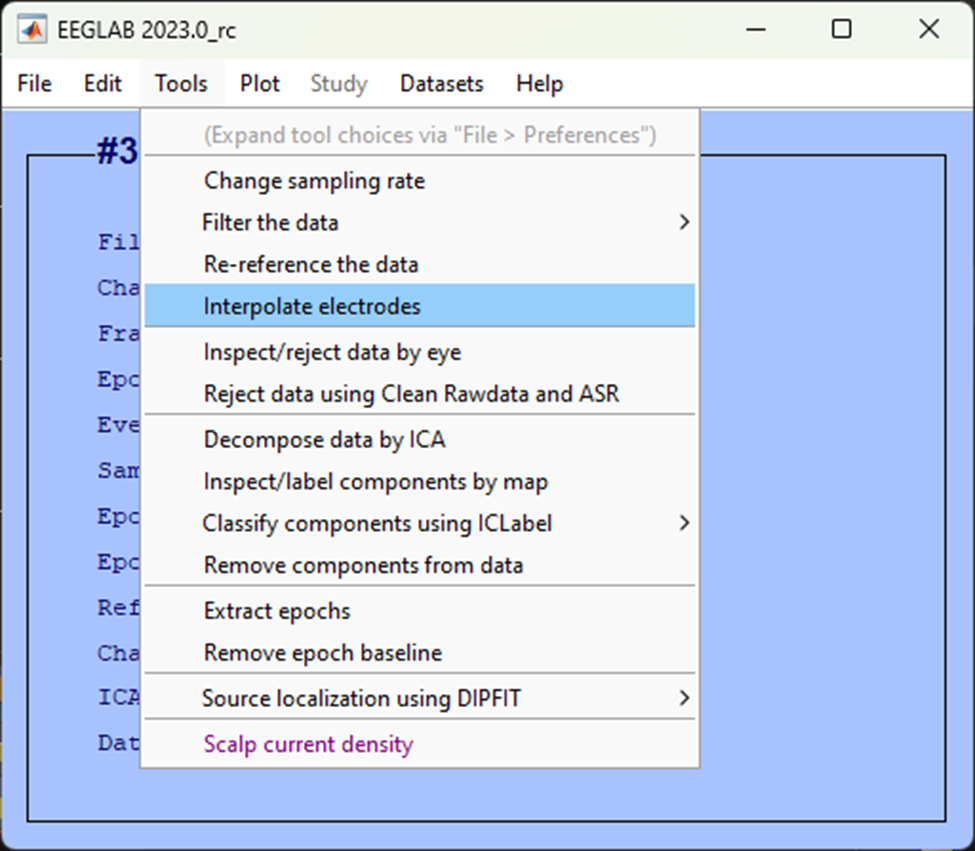 EEGLAB 2023.0_rc
File Edit Tools Plot Study Datasets Help
(Expand tool choices via "File > Preferences")
#3
Change sampling rate
Filter the data
Re-reference the data
Interpolate electrodes
Inspect/reject data by eye
Reject data using Clean Rawdata and ASR
Decompose data by ICA
Inspect/label components by map
Classify components using ICLabel
Remove components from data
Extract epochs
Remove epoch baseline
Source localization using DIPFIT
Scalp current density
Fil
Cha
Fra
Epo
Eve
Sam
Epo
Epo
Ref
Cha
ICA
Dat